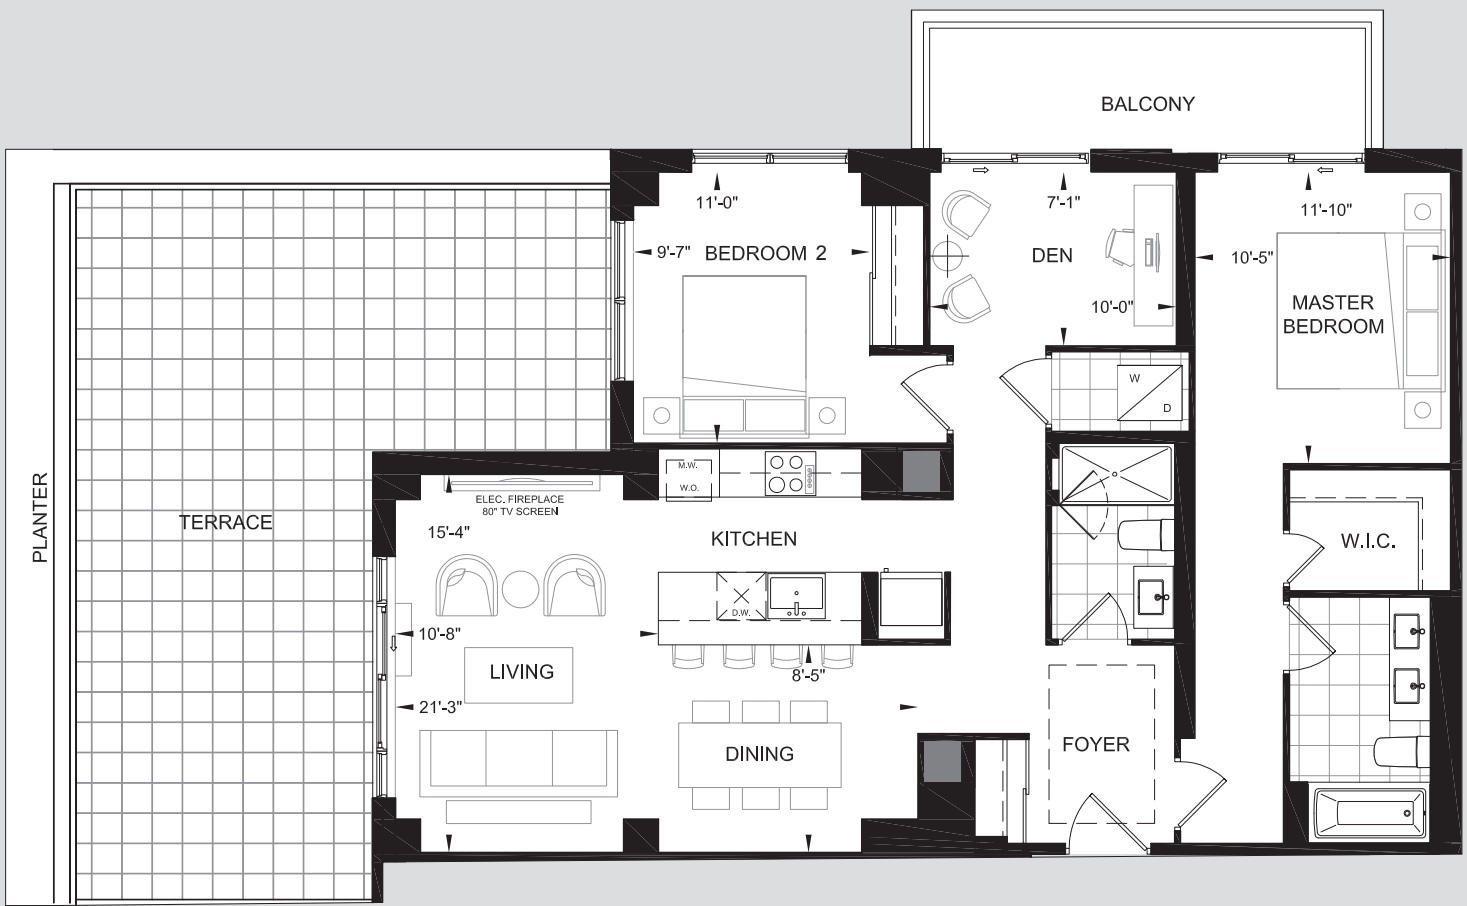 BALCONY
11'-0"
7'-1"
11'-10"
9'-7"
BEDROOM 2
DEN
10'-5"
10'-0"
MASTER
BEDROOM
W
D
M.W.
W.O.
ELEC. FIREPLACE
80" TV SCREEN
PLANTER
TERRACE
15'-4"
KITCHEN
W.I.C.
D.W.
10'-8"
LIVING
8'-5"
21'-3"
DINING
FOYER